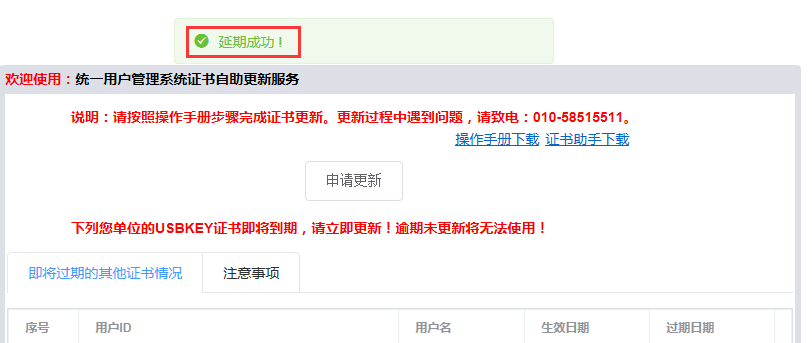 延期成功！
欢迎使用：统一用户管理系统证书自助更新服务
说明：请按照操作手册步骤完成证书更新。更新过程中遇到问题，请致电：010-58515511。
操作手册下载 证书助手下载
申请更新
下列您单位的USBKEY证书即将到期，请立即更新！逾期未更新将无法使用！
即将过期的其他证书情况 注意事项
序号 用户ID 用户名 生效日期 过期日期